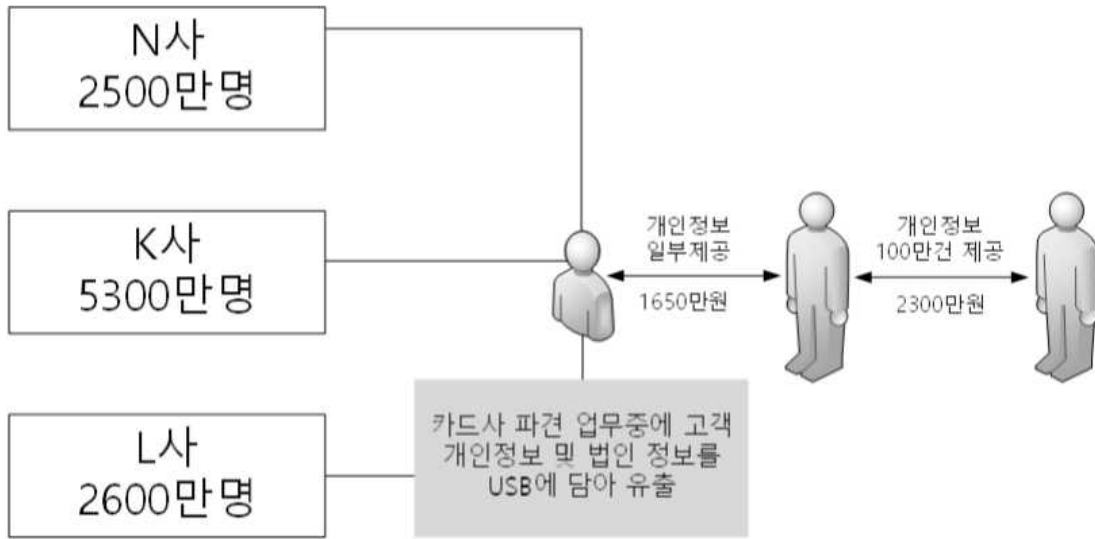 N사
2500만명
K사
5300만명
L사
2600만명
개인정보
일부제공
1650만원
개인정보
100만건 제공
2300만원
카드사 파견 업무중에 고객
개인정보 및 법인 정보를
USB에 담아 유출